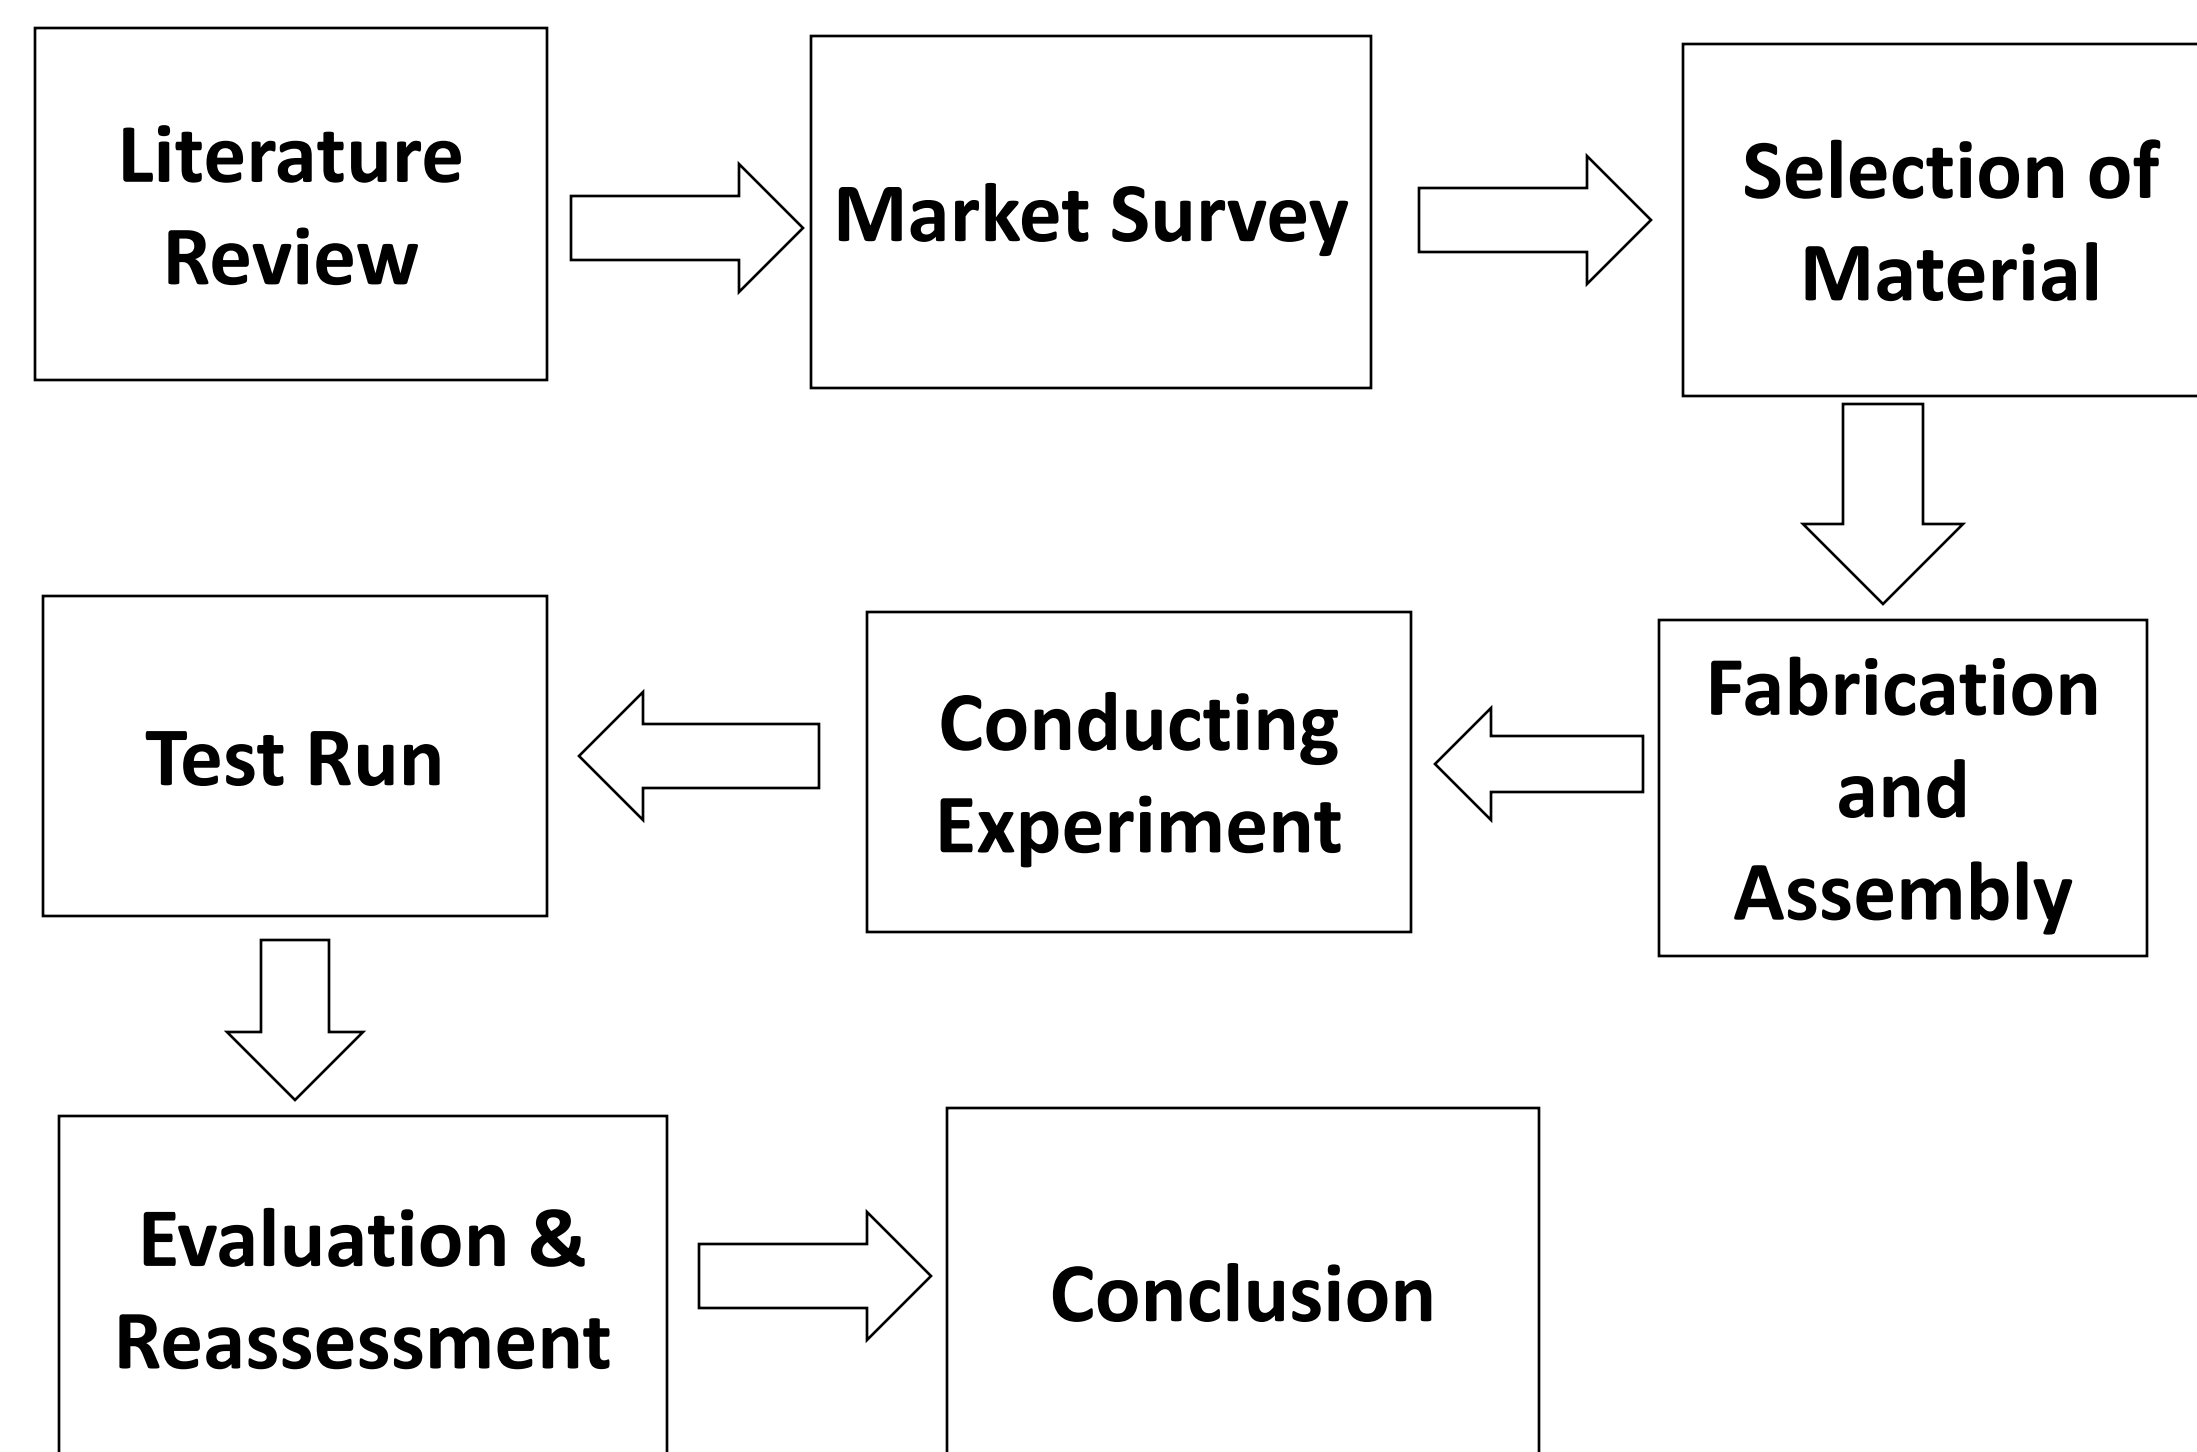 Literature
Review
Market Survey
Selection of
Material
Fabrication
and
Assembly
Conducting
Experiment
Test Run
Evaluation &
Reassessment
Conclusion